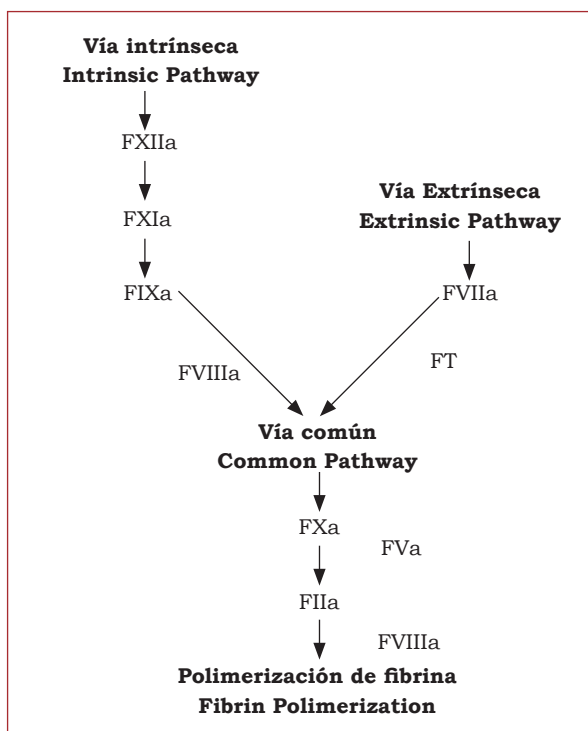 Vía intrínseca
Intrinsic Pathway
FXIIa
FXIa
FIXa
FVIIIa
Vía Extrínseca
Extrinsic Pathway
FVIIa
FT
Vía común
Common Pathway
FXa
FVa
FIIa
FVIIIa
Polimerización de fibrina
Fibrin Polimerization